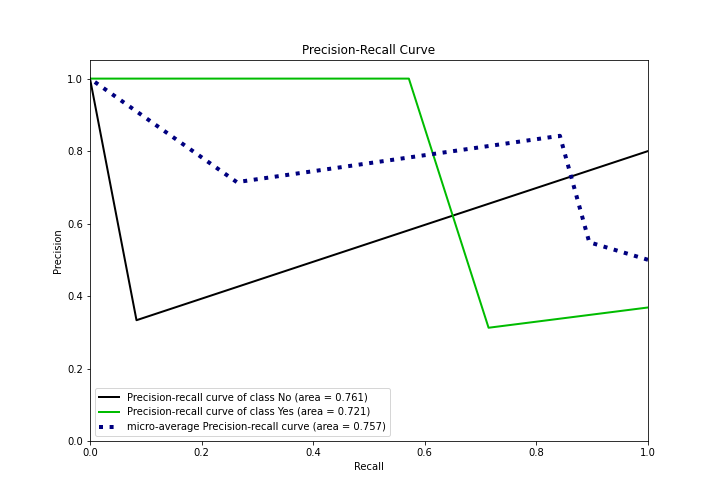 Precision-Recall Curve
Precision
1.0
0.8
0.6
0.4
0.2
0.0
Precision-recall curve of class No (area = 0.761)
Precision-recall curve of class Yes (area = 0.721)
micro-average Precision-recall curve (area = 0.757)
0.0 0.2 0.4 0.6 0.8 1.0
Recall